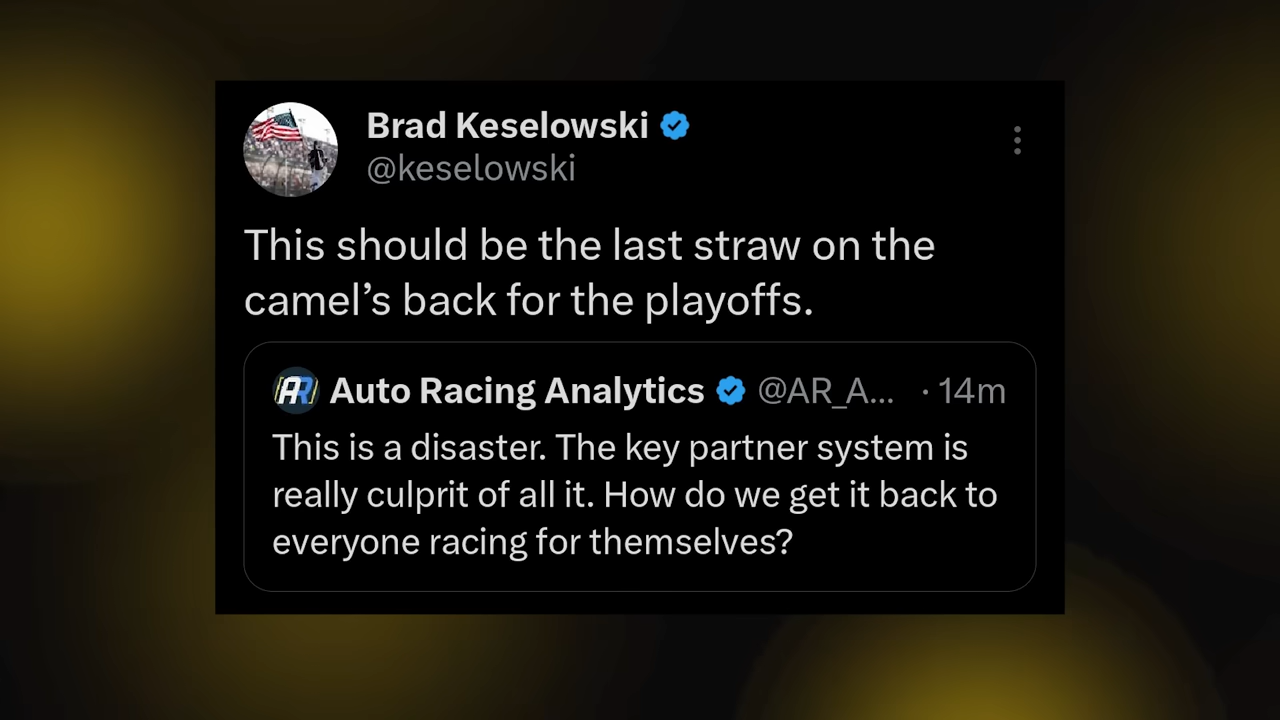 Brad Keselowski
@keselowski
This should be the last straw on the
camel’s back for the playoffs.
AR Auto Racing Analytics @AR_A... · 14m
This is a disaster. The key partner system is
really culprit of all it. How do we get it back to
everyone racing for themselves?